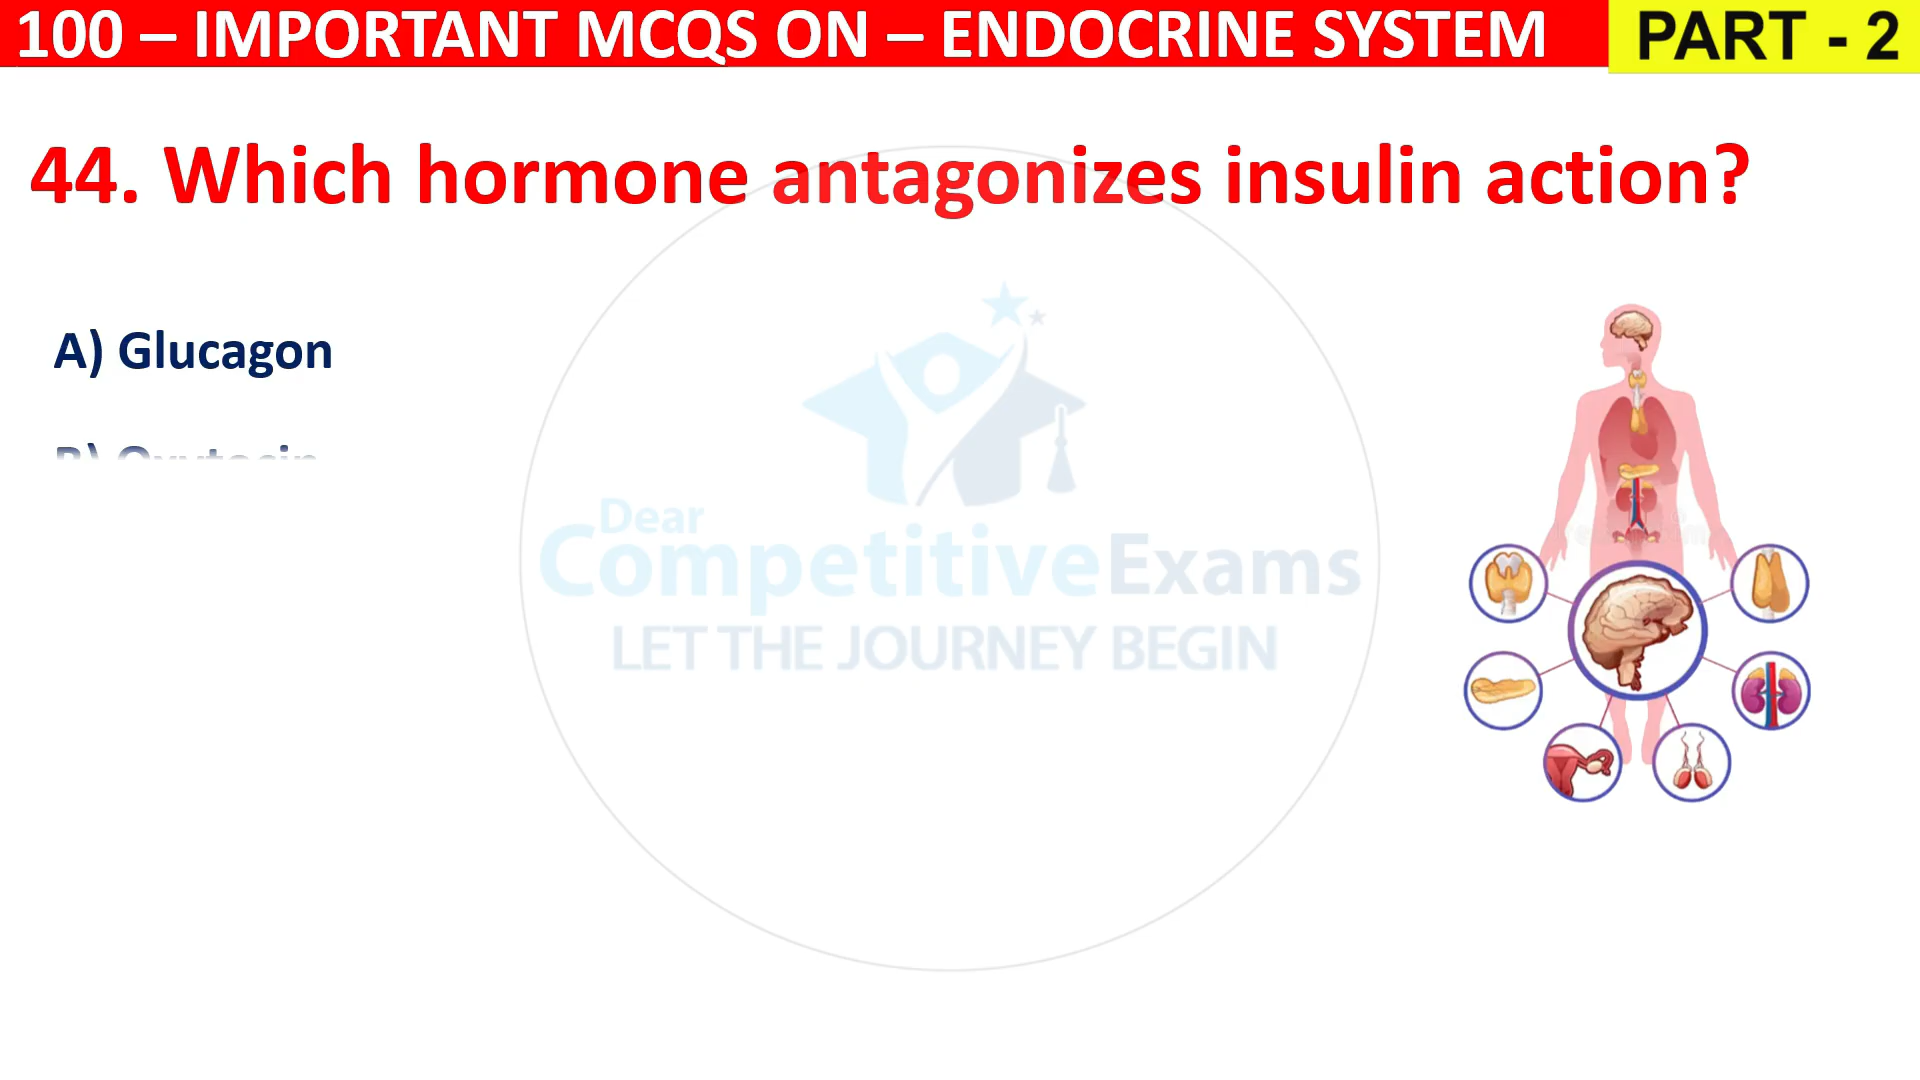 100 – IMPORTANT MCQS ON – ENDOCRINE SYSTEM
PART - 2
44. Which hormone antagonizes insulin action?
A) Glucagon
B) Oxytocin
Dear
CompetitiveExams
LET THE JOURNEY BEGIN